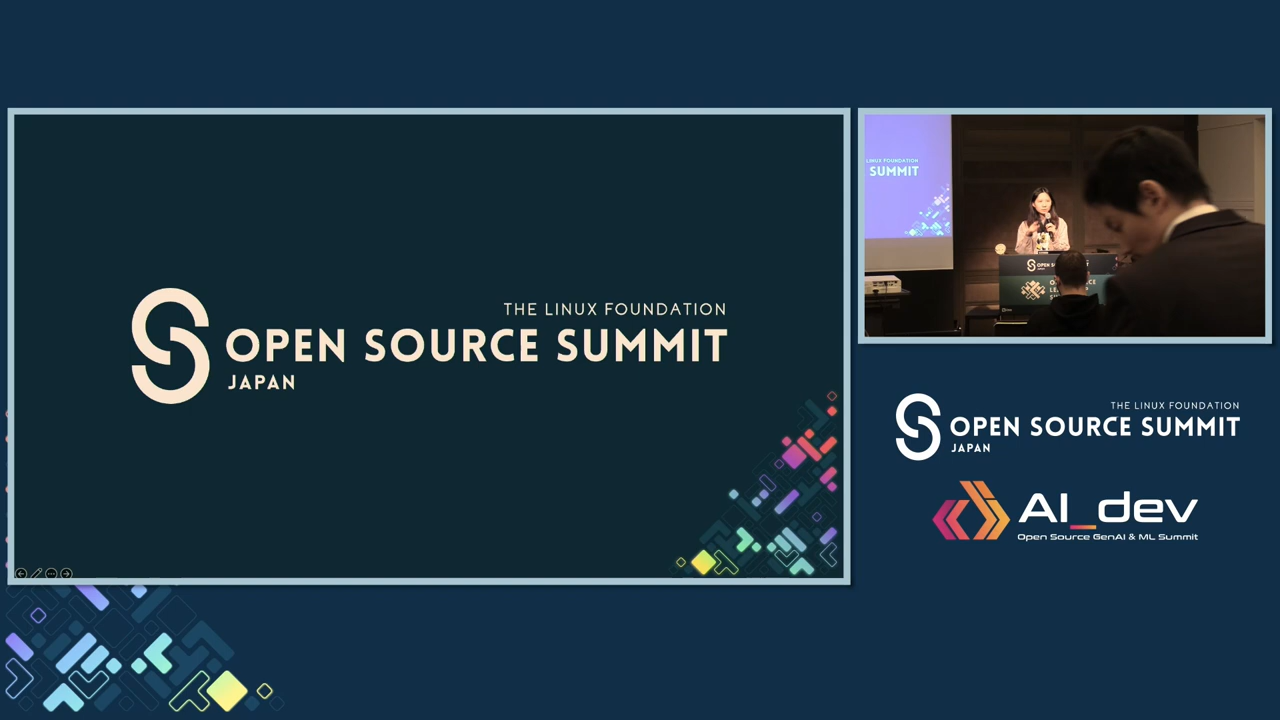 THE LINUX FOUNDATION
OPEN SOURCE SUMMIT
JAPAN
LINUX FOUNDATION
SUMMIT
OPEN S
THE LINUX FOUNDATION
OPEN SOURCE SUMMIT
JAPAN
AI_dev
Open Source GenAI & ML Summit